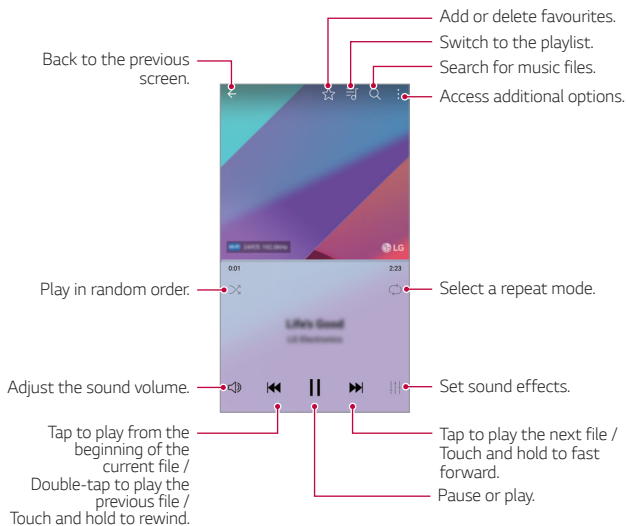 Add or delete favourites.
Switch to the playlist.
Back to the previous
screen.
Search for music files.
Access additional options.
LG
0:01
2:23
Play in random order.
Select a repeat mode.
Life's Good
LG Electronics
Adjust the sound volume.
Set sound effects.
Tap to play from the
beginning of the
current file /
Double-tap to play the
previous file /
Touch and hold to rewind.
Tap to play the next file /
Touch and hold to fast
forward.
Pause or play.